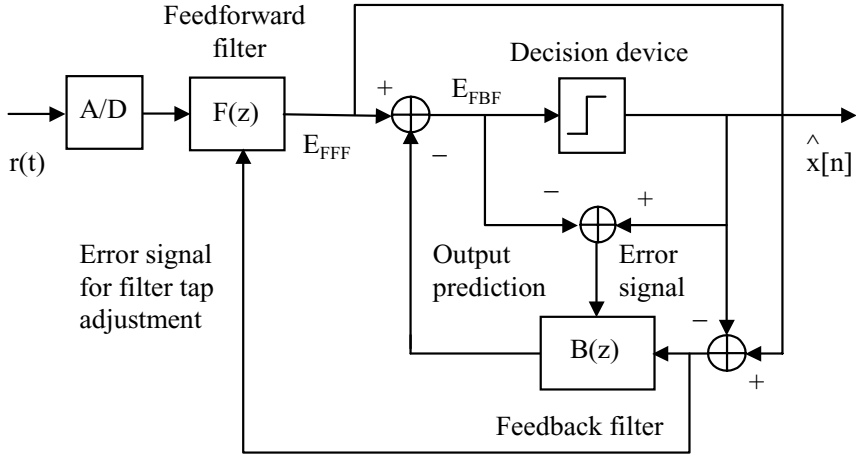 Feedforward
filter
Decision device
A/D
F(z)
+
E_FBF
r(t)
E_FFF
−
^
x[n]
−
+
Error signal
for filter tap
adjustment
Output
prediction
Error
signal
−
B(z)
+
Feedback filter